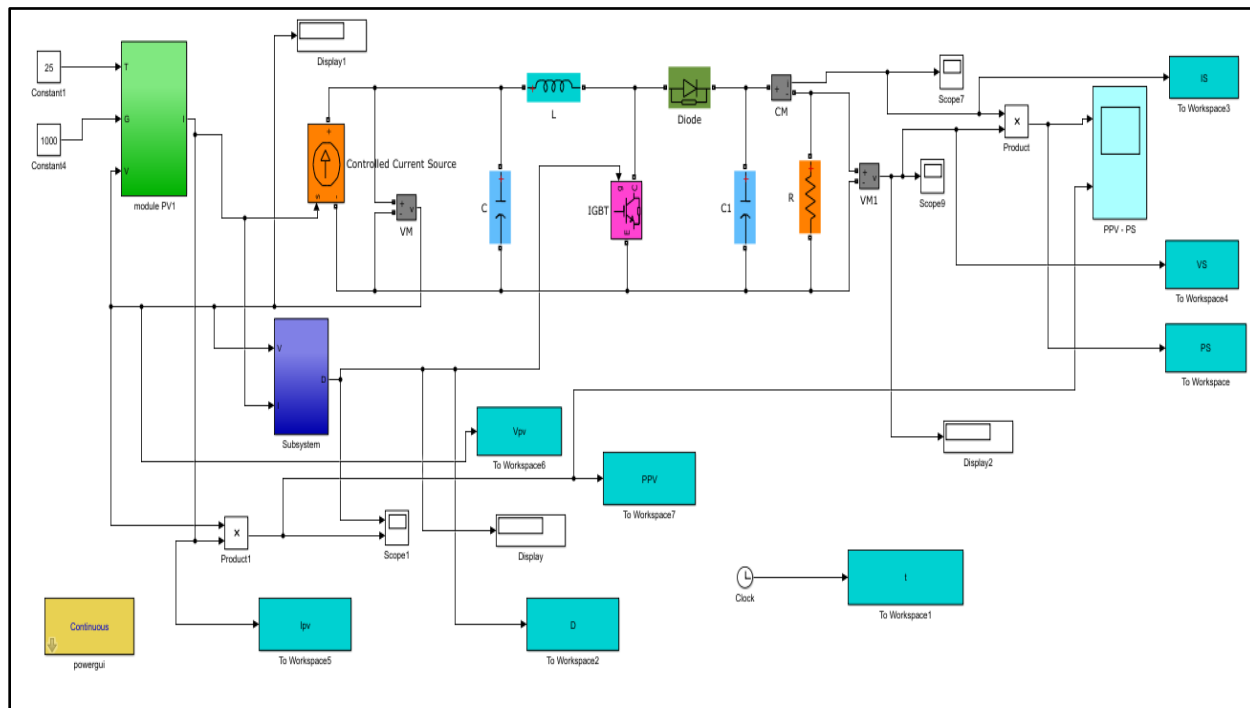 25
Constant1
1000
Constant4
T
G
V
I
module PV1
Display1
+
s
-
Controlled Current Source
+
-
v
VM
+
C
+
L
g
C
E
IGBT
Diode
+
C1
+
i
-
CM
+
R
+
-
v
VM1
Scope7
Scope9
×
Product
PPV - PS
IS
To Workspace3
VS
To Workspace4
PS
To Workspace
V
I
D
Subsystem
Vpv
To Workspace6
PPV
To Workspace7
Display2
×
Product1
Scope1
Display
Clock
t
To Workspace1
Continuous
powergui
Ipv
To Workspace5
D
To Workspace2